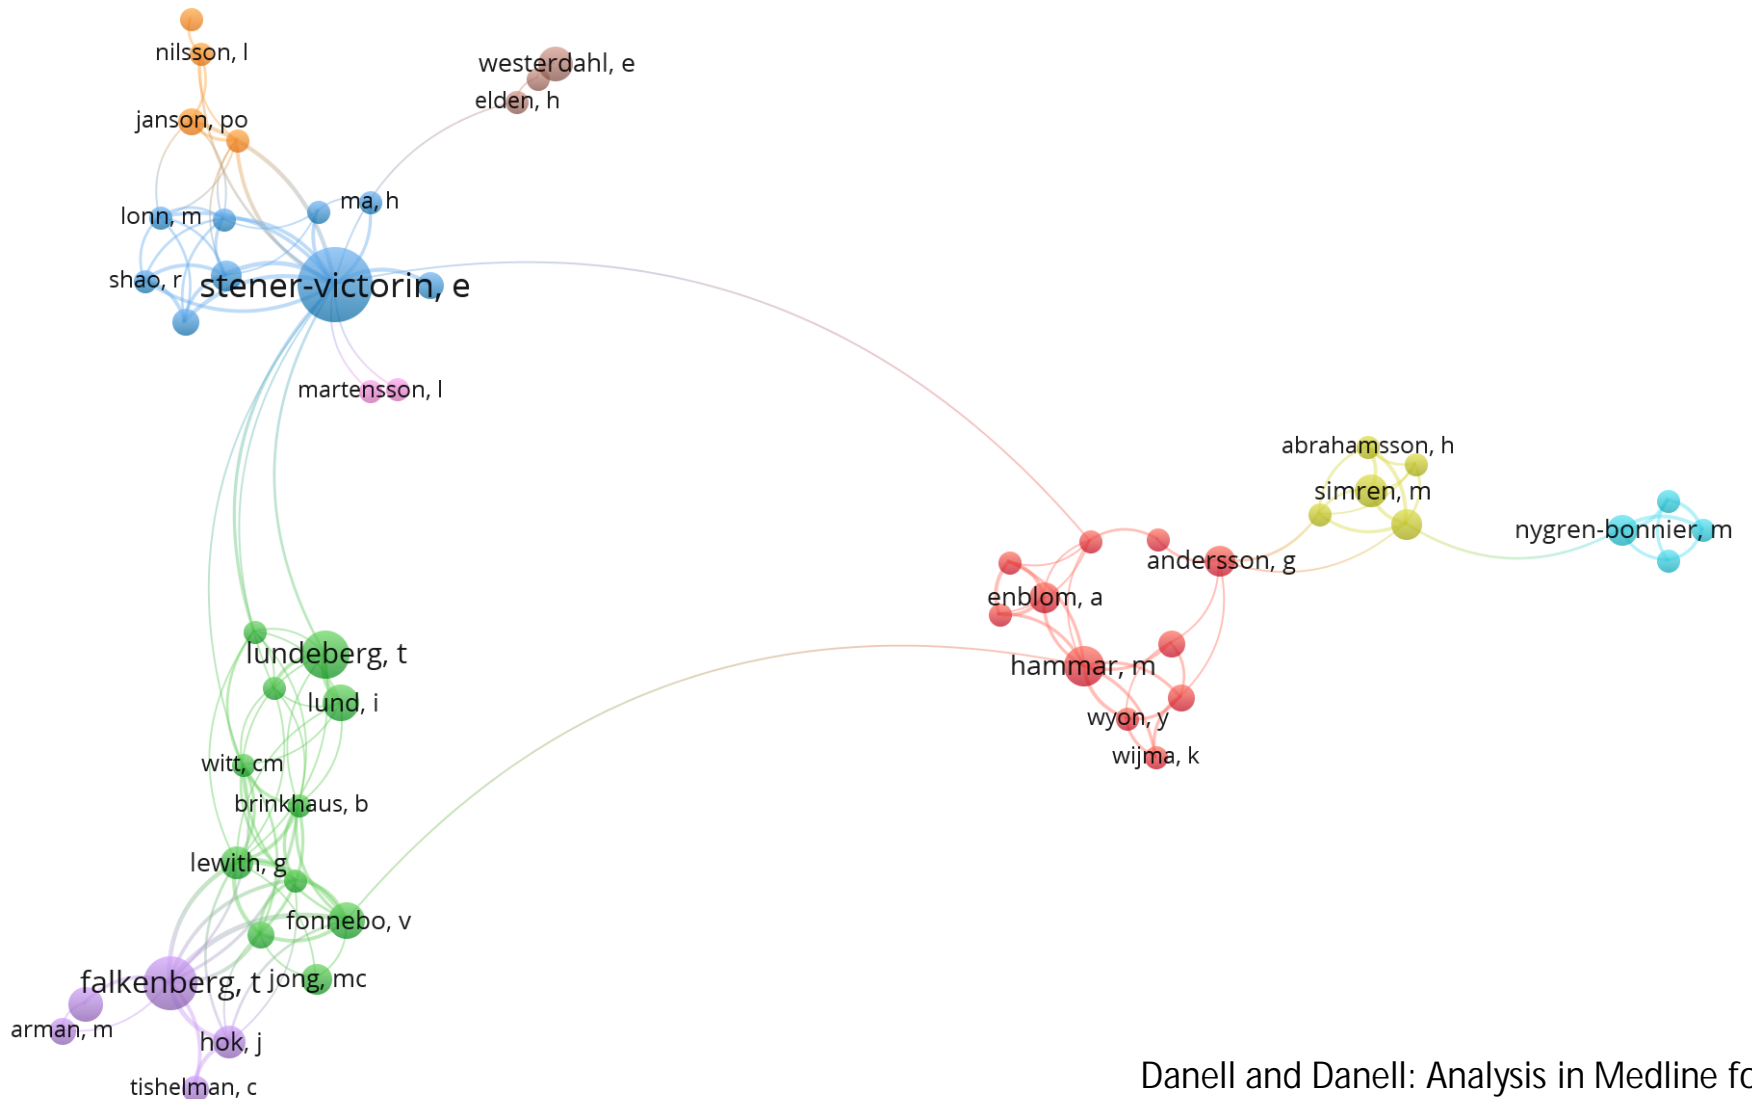 nilsson, l
westerdahl, e
elden, h
janson, po
ma, h
lonn, m
shao, r
stener-victorin, e
martensson, l
abrahamsson, h
simren, m
nygren-bonnier, m
andersson, g
enblom, a
hammar, m
wyon, y
wijma, k
lundeberg, t
lund, i
witt, cm
brinkhaus, b
lewith, g
fonnebo, v
falkenberg, t
jong, mc
arman, m
hok, j
tishelman, c
Danell and Danell: Analysis in Medline fo